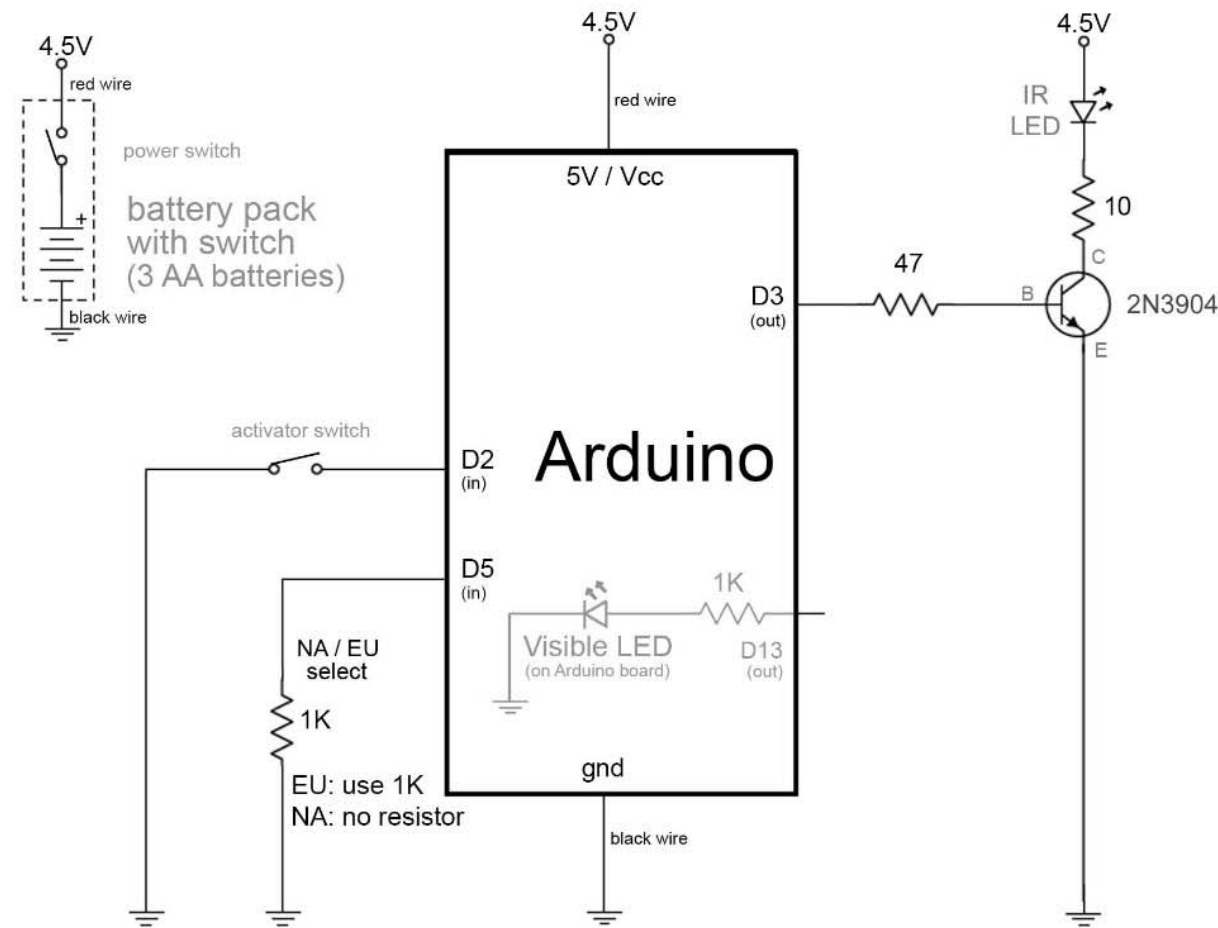 4.5V
red wire
power switch
+
battery pack
with switch
(3 AA batteries)
black wire
4.5V
red wire
5V / Vcc
4.5V
IR
LED
10
C
47
D3
(out)
B
2N3904
E
activator switch
D2
(in)
Arduino
D5
(in)
1K
Visible LED
(on Arduino board)
D13
(out)
NA / EU
select
1K
EU: use 1K
NA: no resistor
gnd
black wire